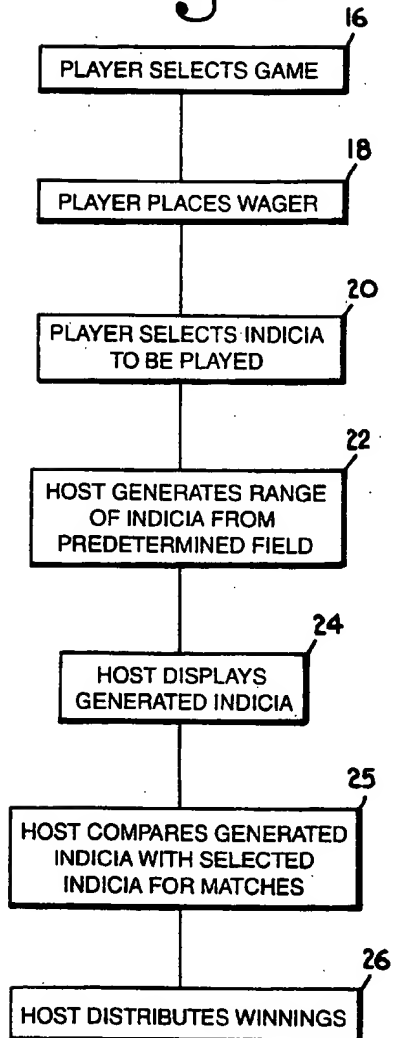 16
PLAYER SELECTS GAME
18
PLAYER PLACES WAGER
20
PLAYER SELECTS INDICIA
TO BE PLAYED
22
HOST GENERATES RANGE
OF INDICIA FROM
PREDETERMINED FIELD
24
HOST DISPLAYS
GENERATED INDICIA
25
HOST COMPARES GENERATED
INDICIA WITH SELECTED
INDICIA FOR MATCHES
26
HOST DISTRIBUTES WINNINGS